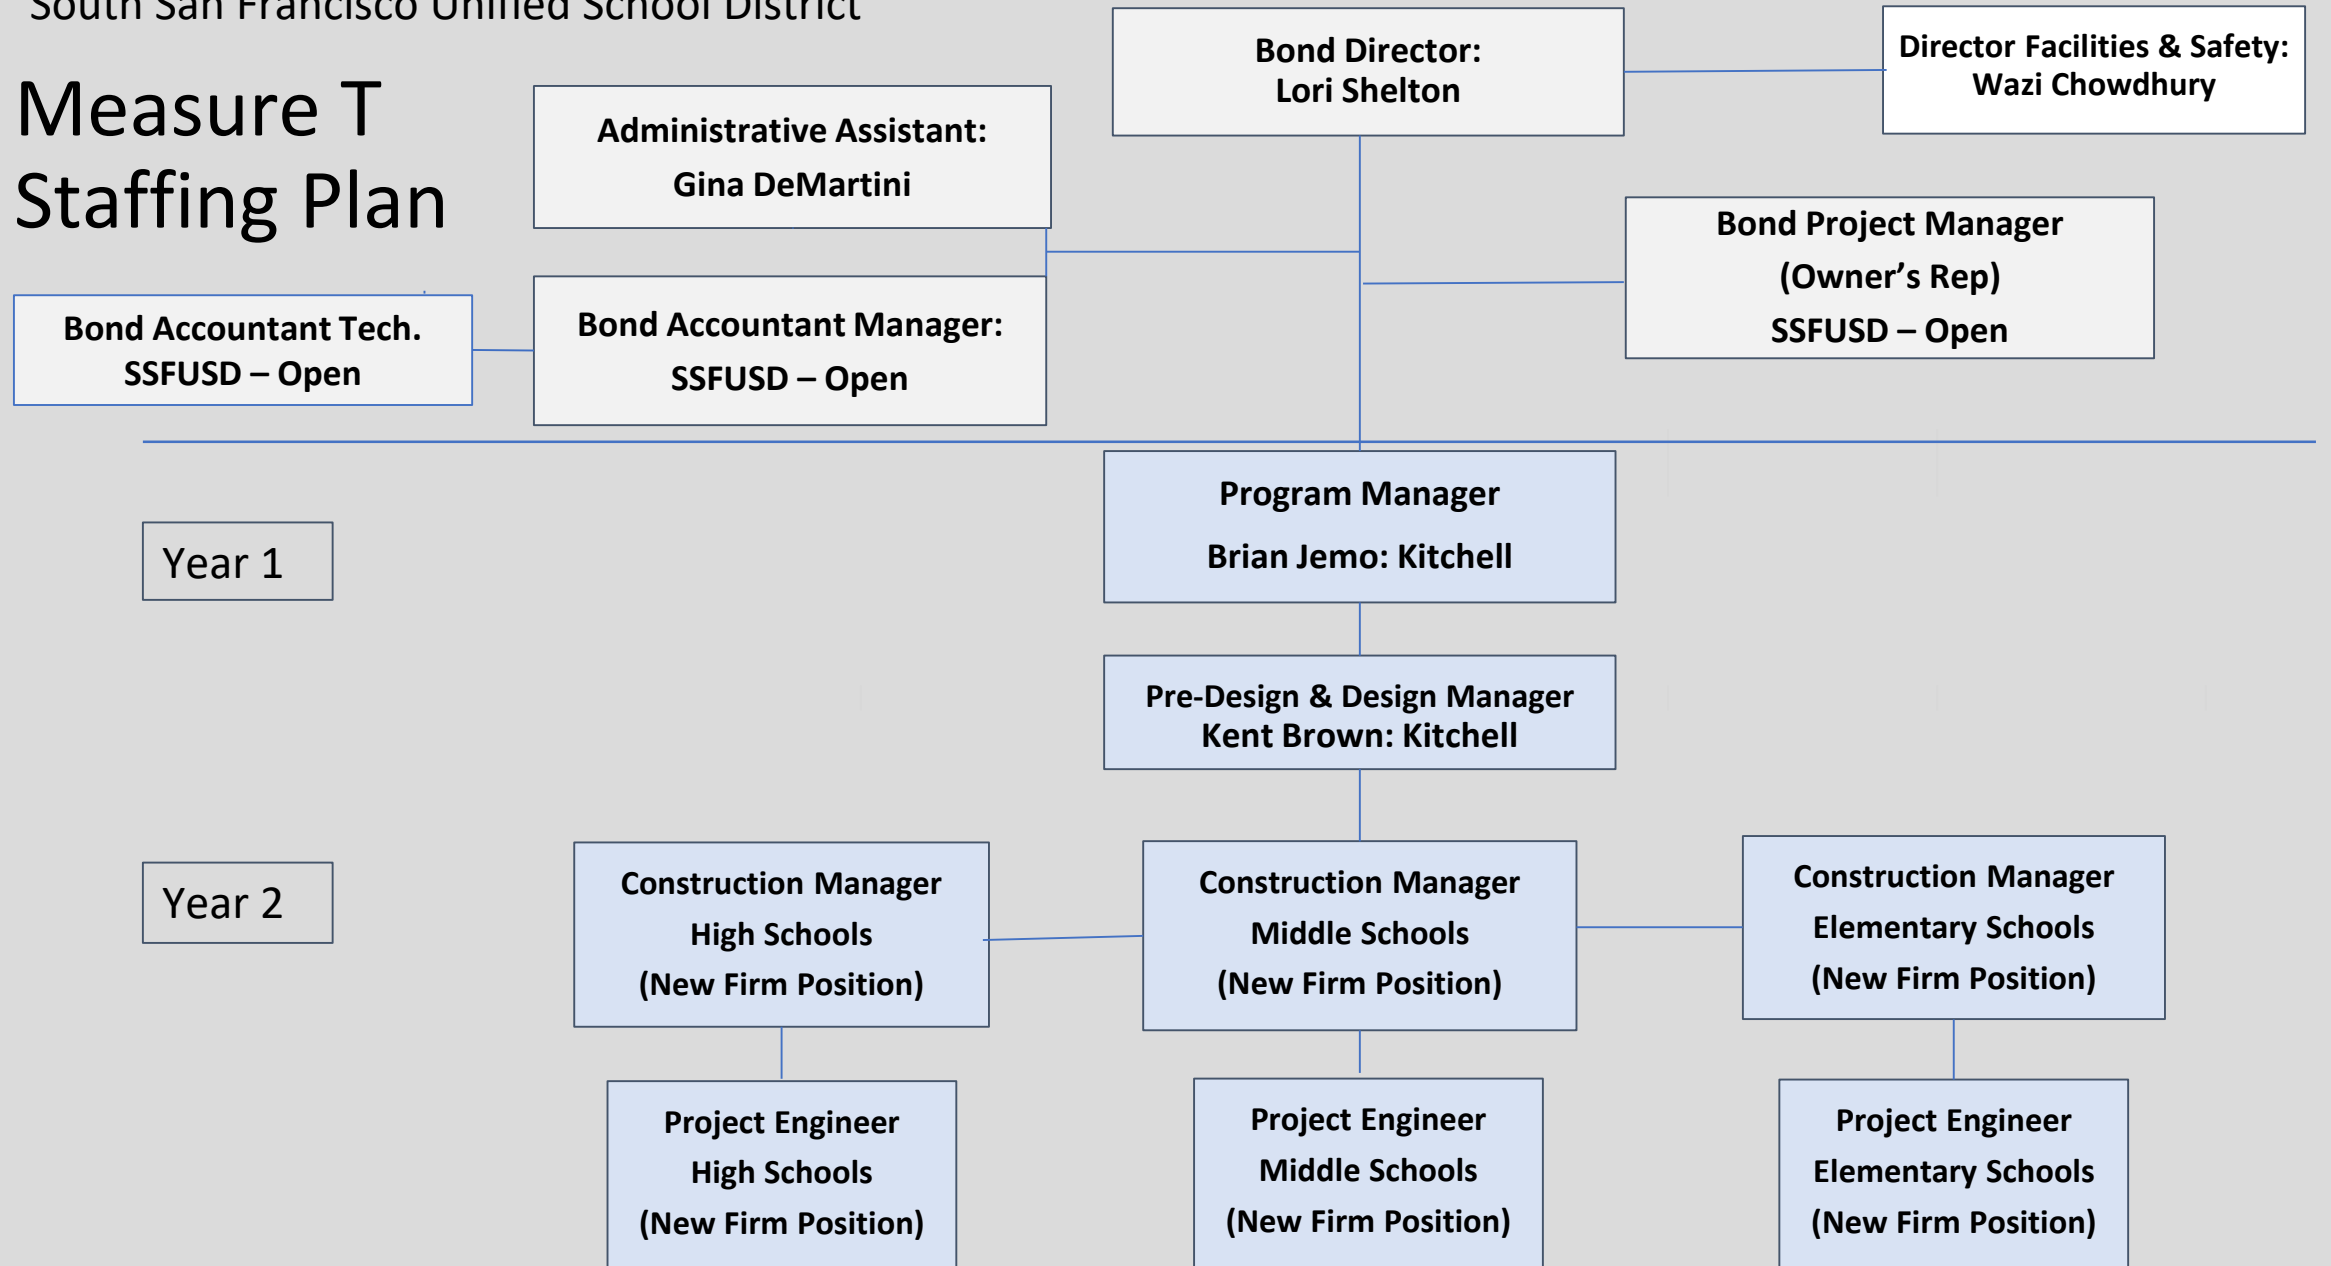 South San Francisco Unified School District
Measure T
Staffing Plan
Bond Director:
Lori Shelton
Director Facilities & Safety:
Wazi Chowdhury
Administrative Assistant:
Gina DeMartini
Bond Project Manager
(Owner’s Rep)
SSFUSD – Open
Bond Accountant Tech.
SSFUSD – Open
Bond Accountant Manager:
SSFUSD – Open
Year 1
Program Manager
Brian Jemo: Kitchell
Pre-Design & Design Manager
Kent Brown: Kitchell
Year 2
Construction Manager
High Schools
(New Firm Position)
Construction Manager
Middle Schools
(New Firm Position)
Construction Manager
Elementary Schools
(New Firm Position)
Project Engineer
High Schools
(New Firm Position)
Project Engineer
Middle Schools
(New Firm Position)
Project Engineer
Elementary Schools
(New Firm Position)